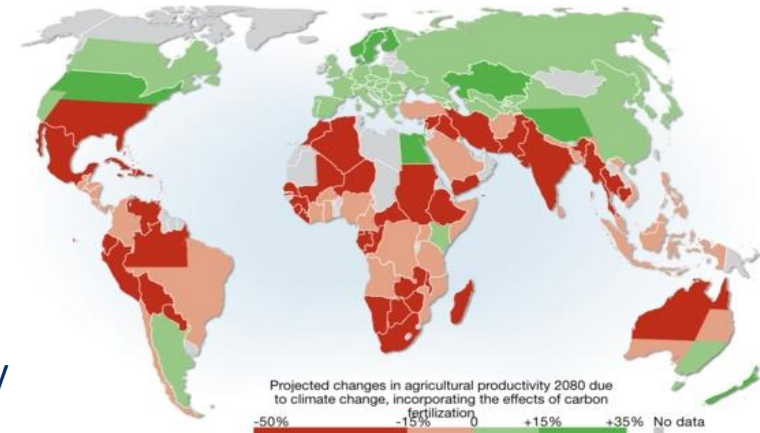 y
Projected changes in agricultural productivity 2080 due
to climate change, incorporating the effects of carbon
fertilization
-50% -15% 0 +15% +35% No data